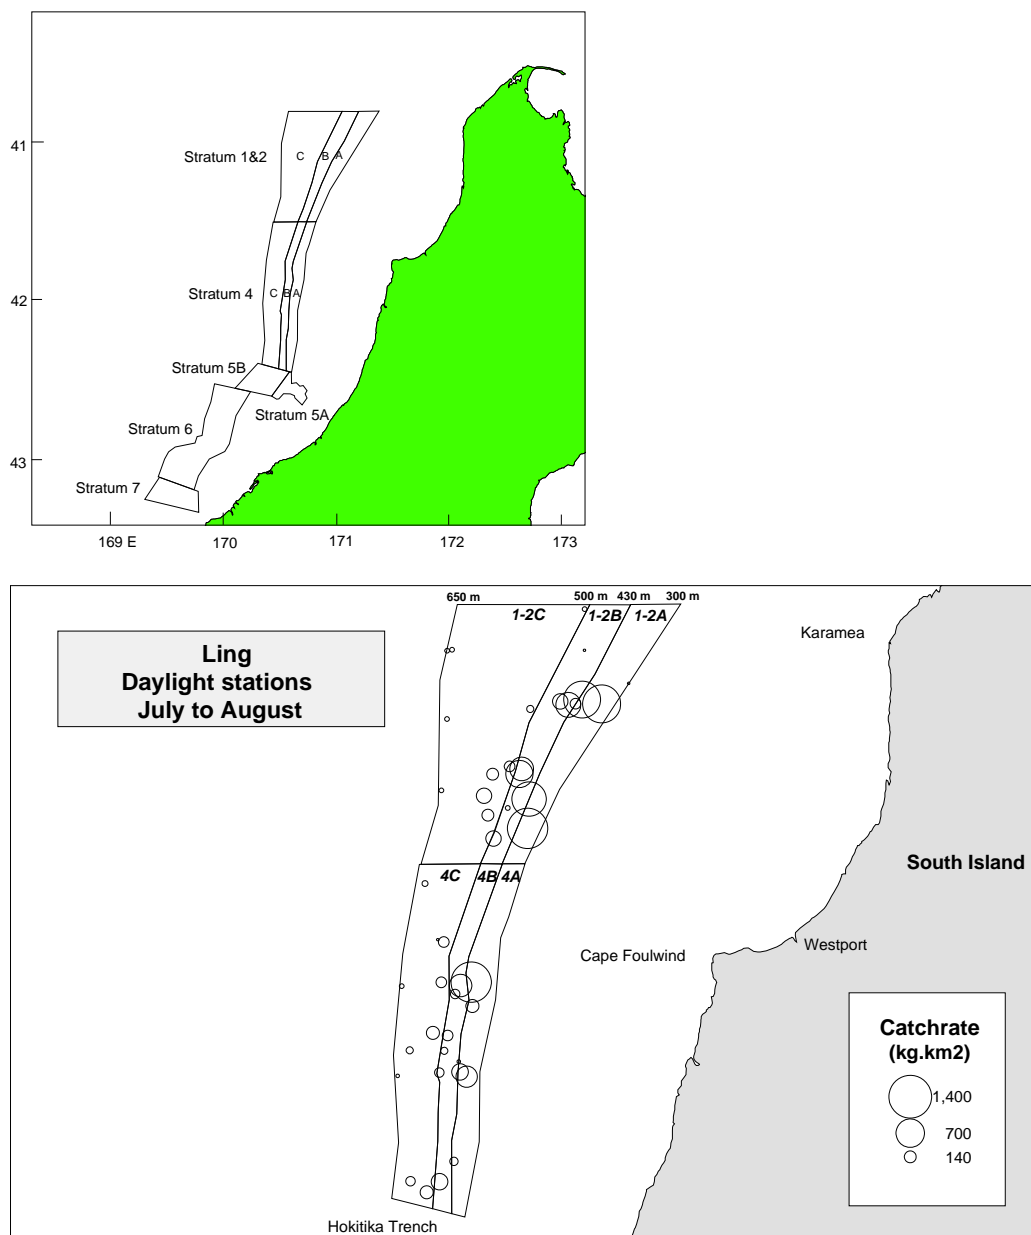 41
Stratum 1&2
C
B
A
Stratum 4
C
B
A
42
Stratum 5B
Stratum 5A
Stratum 6
43
Stratum 7
169 E
170
171
172
173
650 m
500 m
430 m
300 m
1-2C
1-2B
1-2A
Karamea
Ling
Daylight stations
July to August
South Island
4C
4B
4A
Westport
Cape Foulwind
Catchrate
(kg.km2)
1,400
700
140
Hokitika Trench